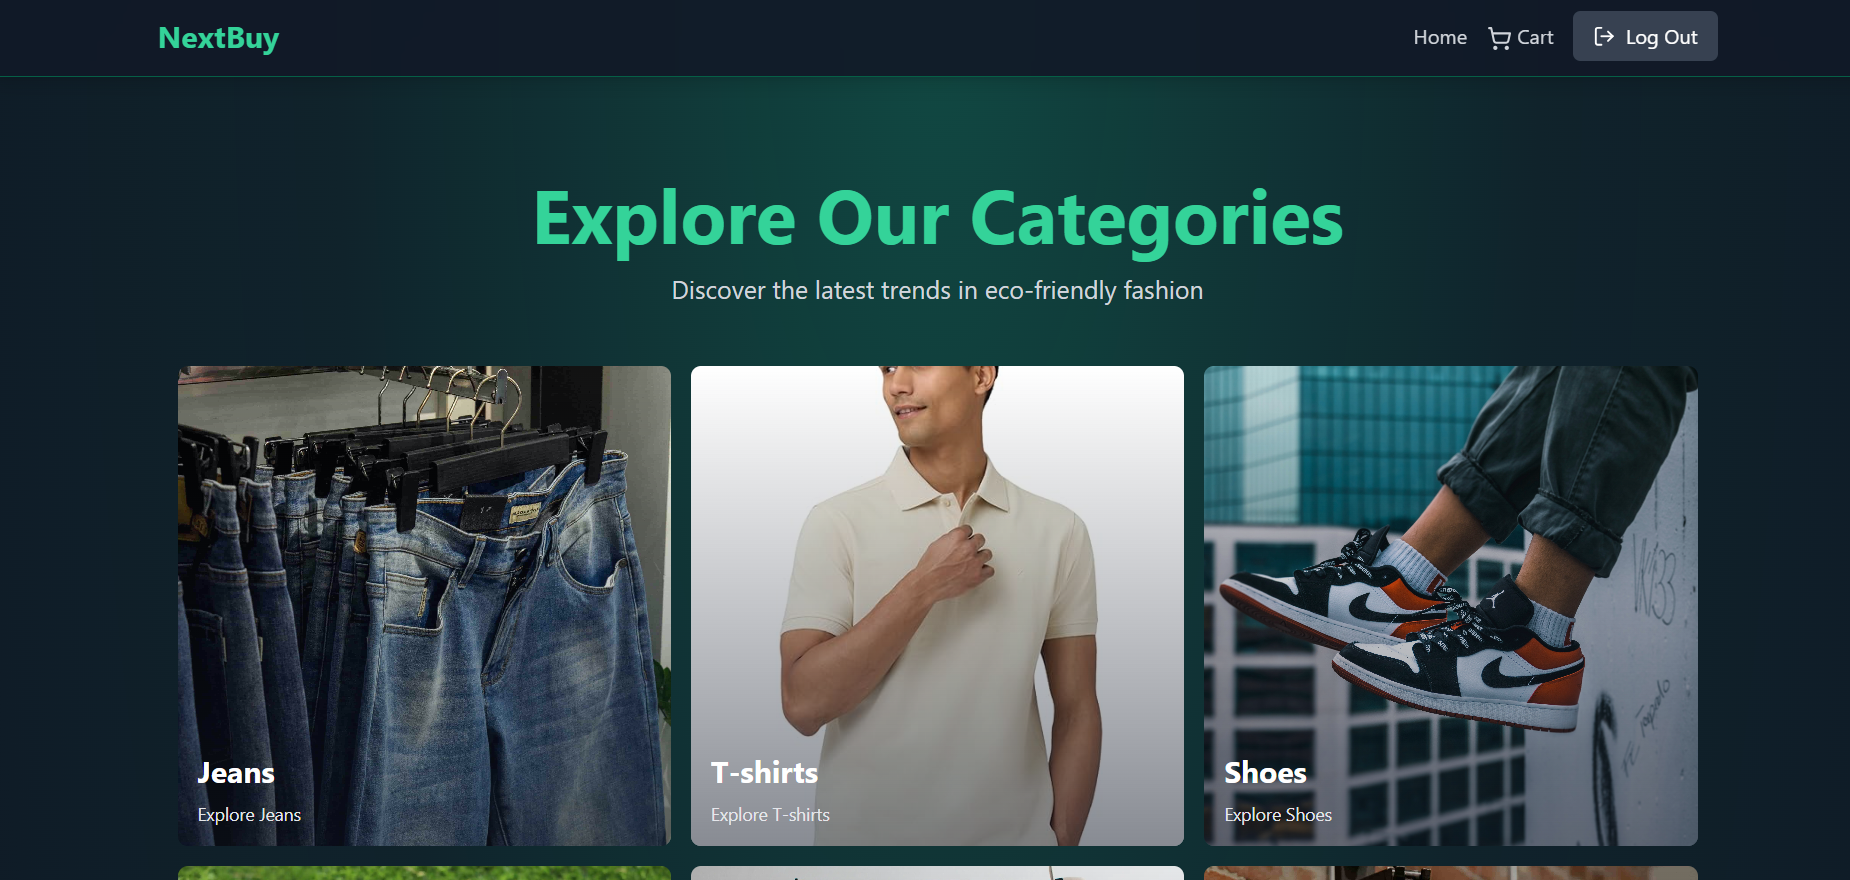 NextBuy
Home
Cart
Log Out
Explore Our Categories
Discover the latest trends in eco-friendly fashion
Jeans
Explore Jeans
T-shirts
Explore T-shirts
Shoes
Explore Shoes